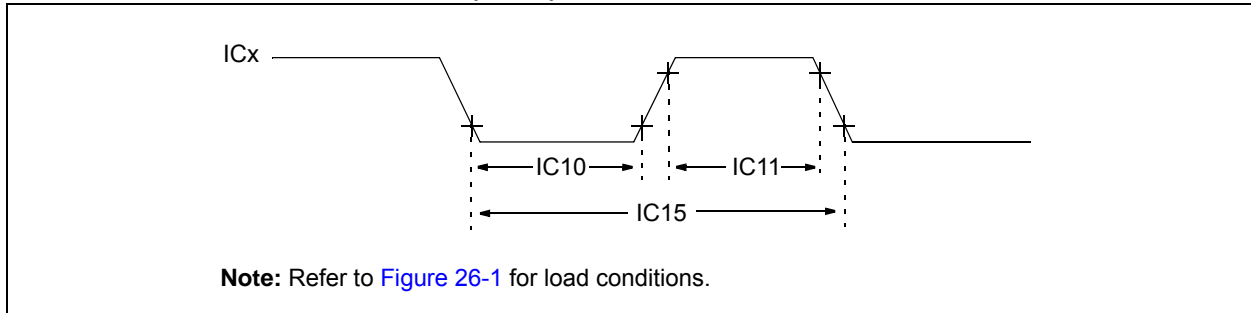 ICx
IC10
IC11
IC15
Note: Refer to Figure 26-1 for load conditions.